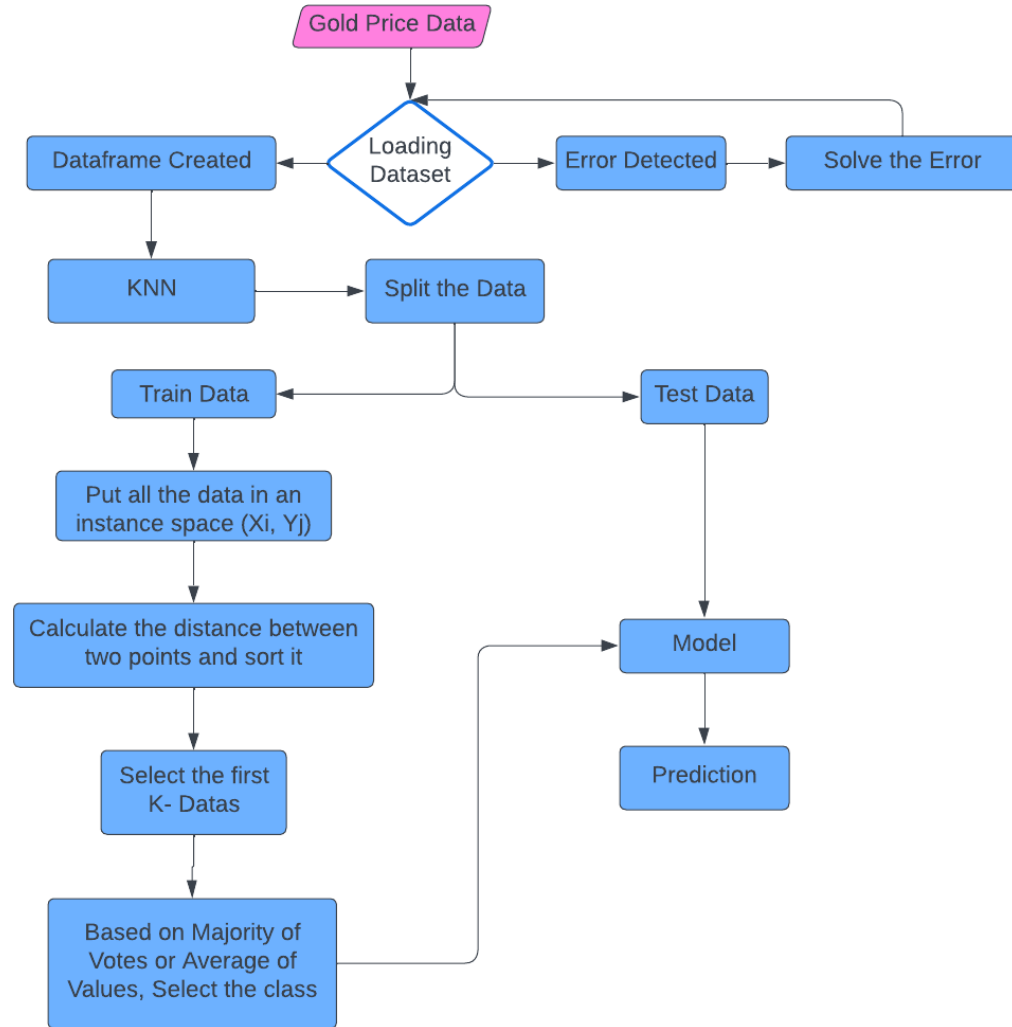 Gold Price Data
Loading
Dataset
Dataframe Created
Error Detected
Solve the Error
KNN
Split the Data
Train Data
Test Data
Put all the data in an
instance space (Xi, Yj)
Calculate the distance between
two points and sort it
Model
Select the first
K- Datas
Prediction
Based on Majority of
Votes or Average of
Values, Select the class